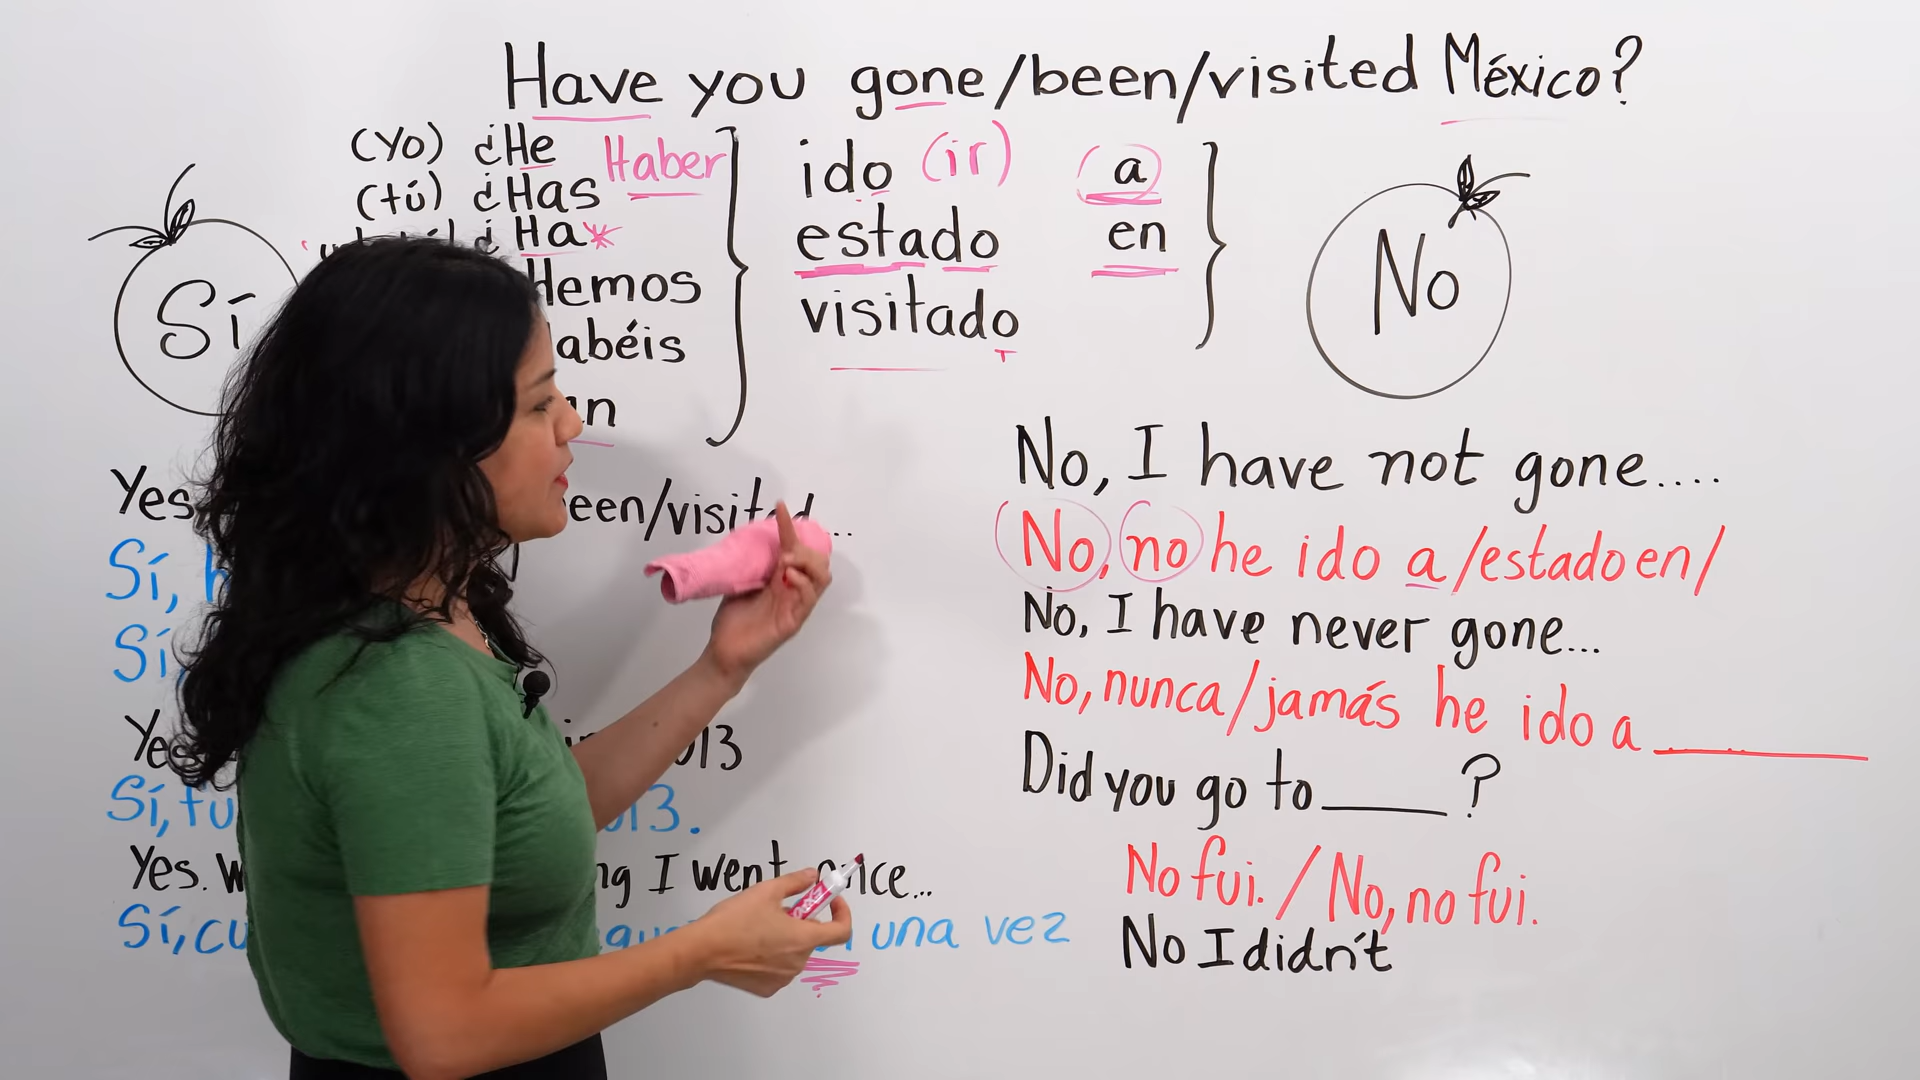 Have you gone/been/visited México?
(Yo) ¿He Haber
(tú) ¿Has
¿Ha*
Hemos
abéis
an
ido (ir) a
estado en
visitado
Sí
No
Yes, een/visited...
Sí, h
Sí
Yes 013
Sí, fu 013.
Yes. W ng I went once...
Sí, cu una vez
No, I have not gone....
No, no he ido a/estado en/
No, I have never gone...
No, nunca/jamás he ido a ______
Did you go to ____?
No fui. / No, no fui.
No I didn't